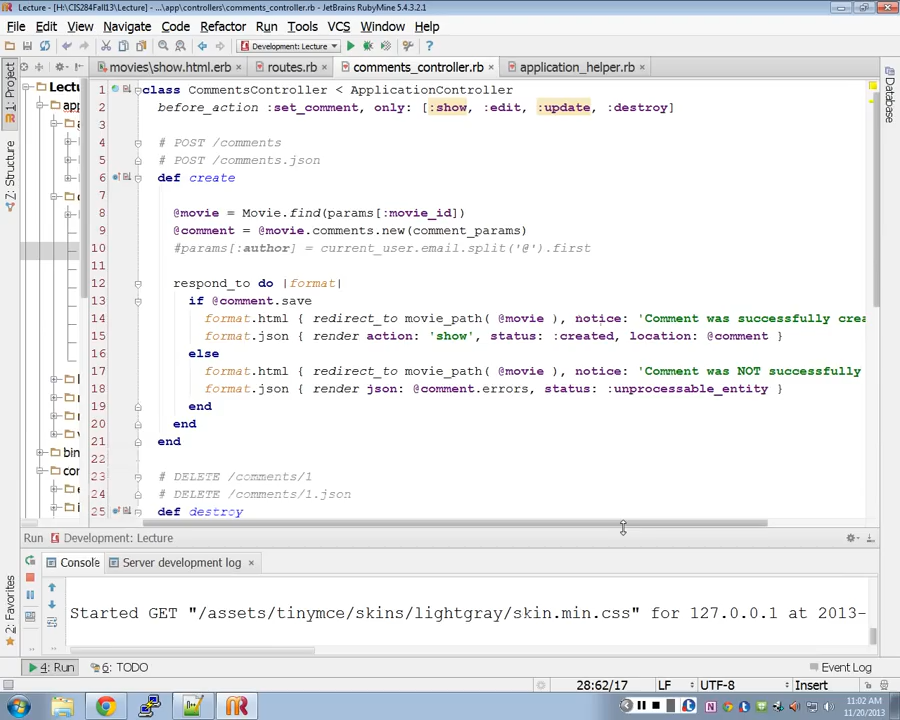 Lecture - [H:\CIS284Fall13\Lecture] - ...\app\controllers\comments_controller.rb - JetBrains RubyMine 5.4.3.2.1
File Edit View Navigate Code Refactor Run Tools VCS Window Help
Development: Lecture
movies\show.html.erb × routes.rb × comments_controller.rb × application_helper.rb ×
1: Project
Z: Structure
2: Favorites
Database
Lectu
app
bin
con
1 class CommentsController < ApplicationController
2 before_action :set_comment, only: [:show, :edit, :update, :destroy]
3
4 # POST /comments
5 # POST /comments.json
6 def create
7
8 @movie = Movie.find(params[:movie_id])
9 @comment = @movie.comments.new(comment_params)
10 #params[:author] = current_user.email.split('@').first
11
12 respond_to do |format|
13 if @comment.save
14 format.html { redirect_to movie_path( @movie ), notice: 'Comment was successfully crea
15 format.json { render action: 'show', status: :created, location: @comment }
16 else
17 format.html { redirect_to movie_path( @movie ), notice: 'Comment was NOT successfully
18 format.json { render json: @comment.errors, status: :unprocessable_entity }
19 end
20 end
21 end
22
23 # DELETE /comments/1
24 # DELETE /comments/1.json
25 def destroy
Run Development: Lecture
Console Server development log ×
Started GET "/assets/tinymce/skins/lightgray/skin.min.css" for 127.0.0.1 at 2013-
4: Run 6: TODO Event Log
28:62/17 LF UTF-8 Insert
11:02 AM
11/20/2013